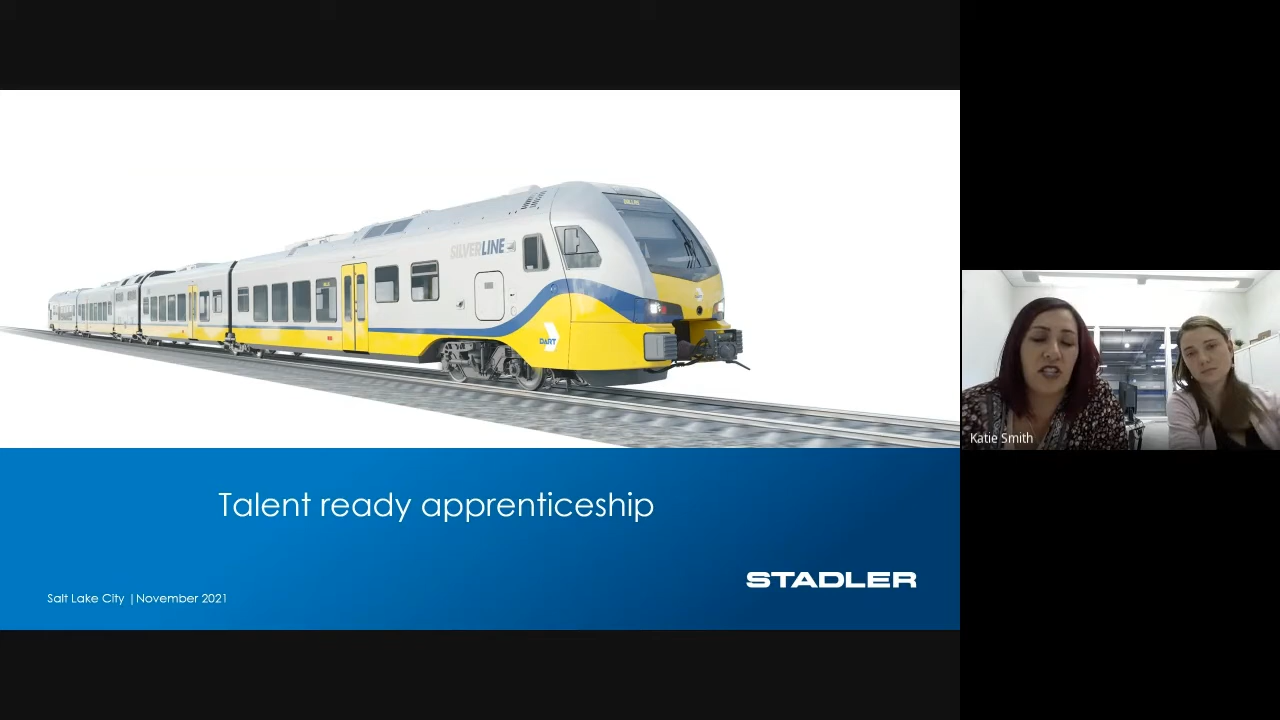 SILVERLINE
DART
Talent ready apprenticeship
STADLER
Salt Lake City |November 2021
Katie Smith